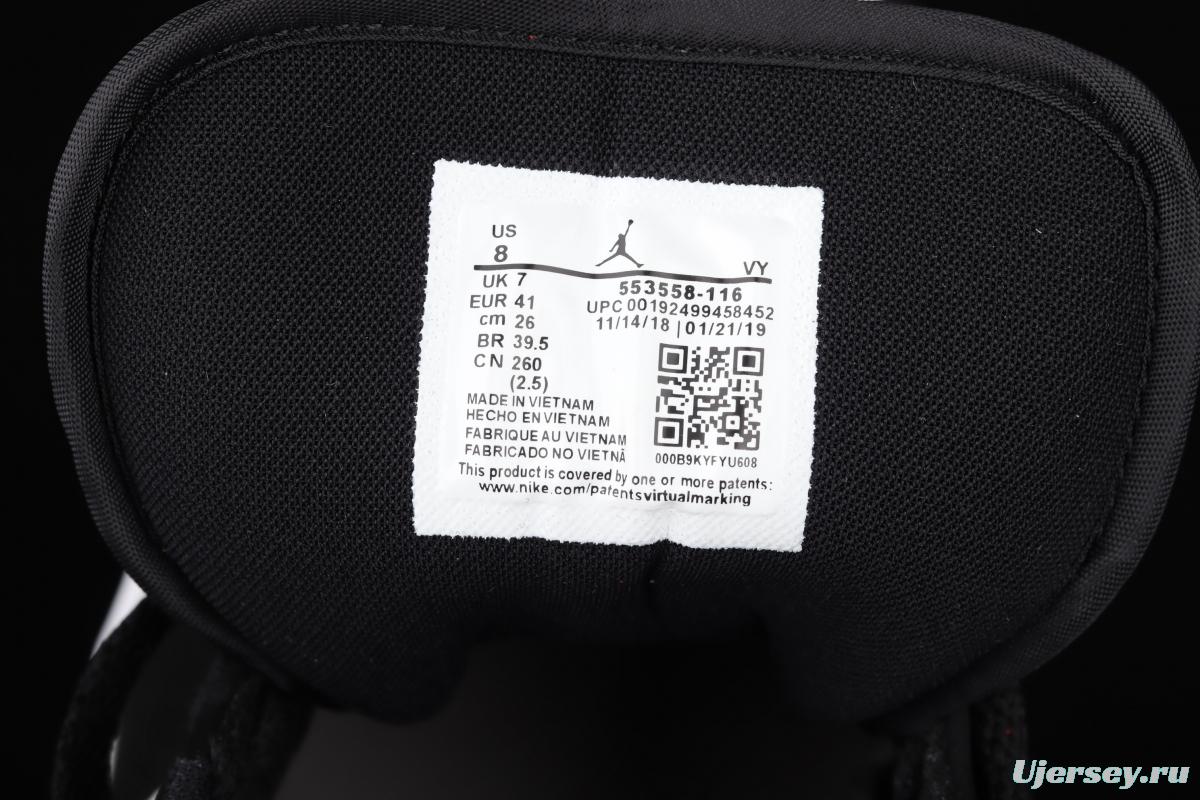 US
8
VY
UK 7
EUR 41
cm 26
BR 39.5
CN 260
(2.5)
553558-116
UPC 00192499458452
11/14/18 | 01/21/19
MADE IN VIETNAM
HECHO EN VIETNAM
FABRIQUE AU VIETNAM
FABRICADO NO VIETNÃ
000B9KYFYU608
This product is covered by one or more patents:
www.nike.com/patentsvirtualmarking
Ujersey.ru